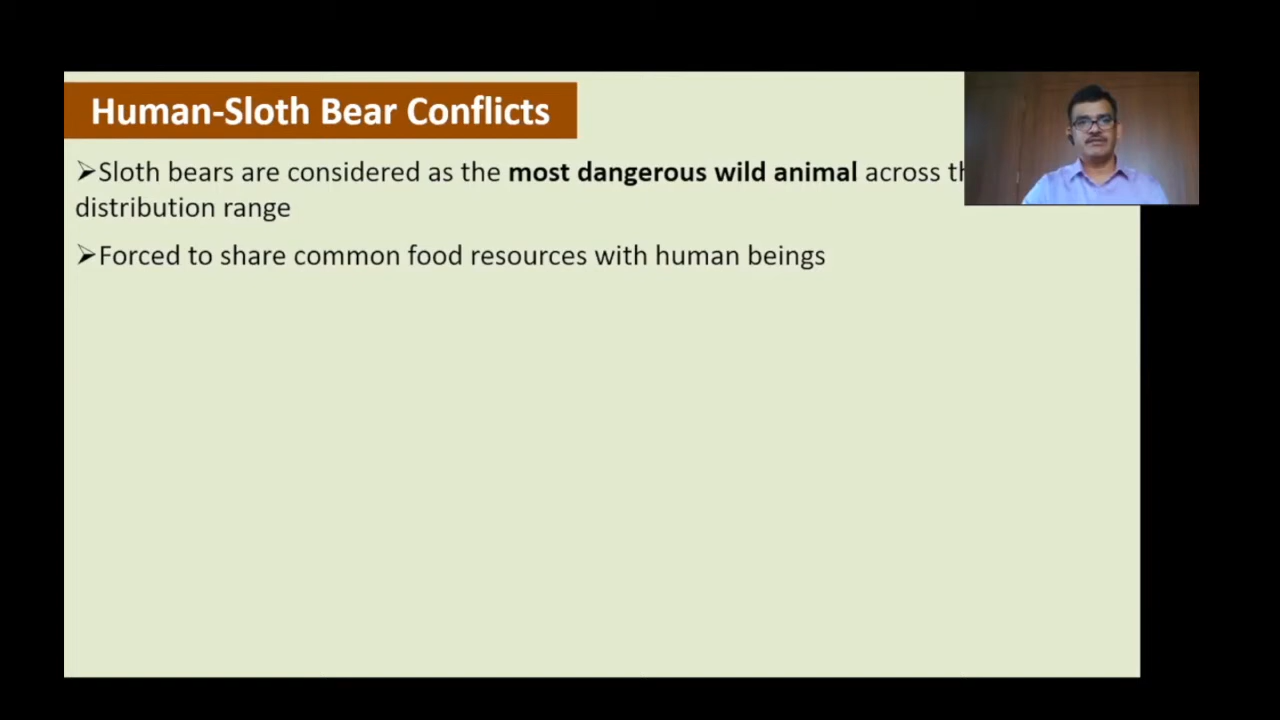 Human-Sloth Bear Conflicts
➢Sloth bears are considered as the most dangerous wild animal across
distribution range
➢Forced to share common food resources with human beings